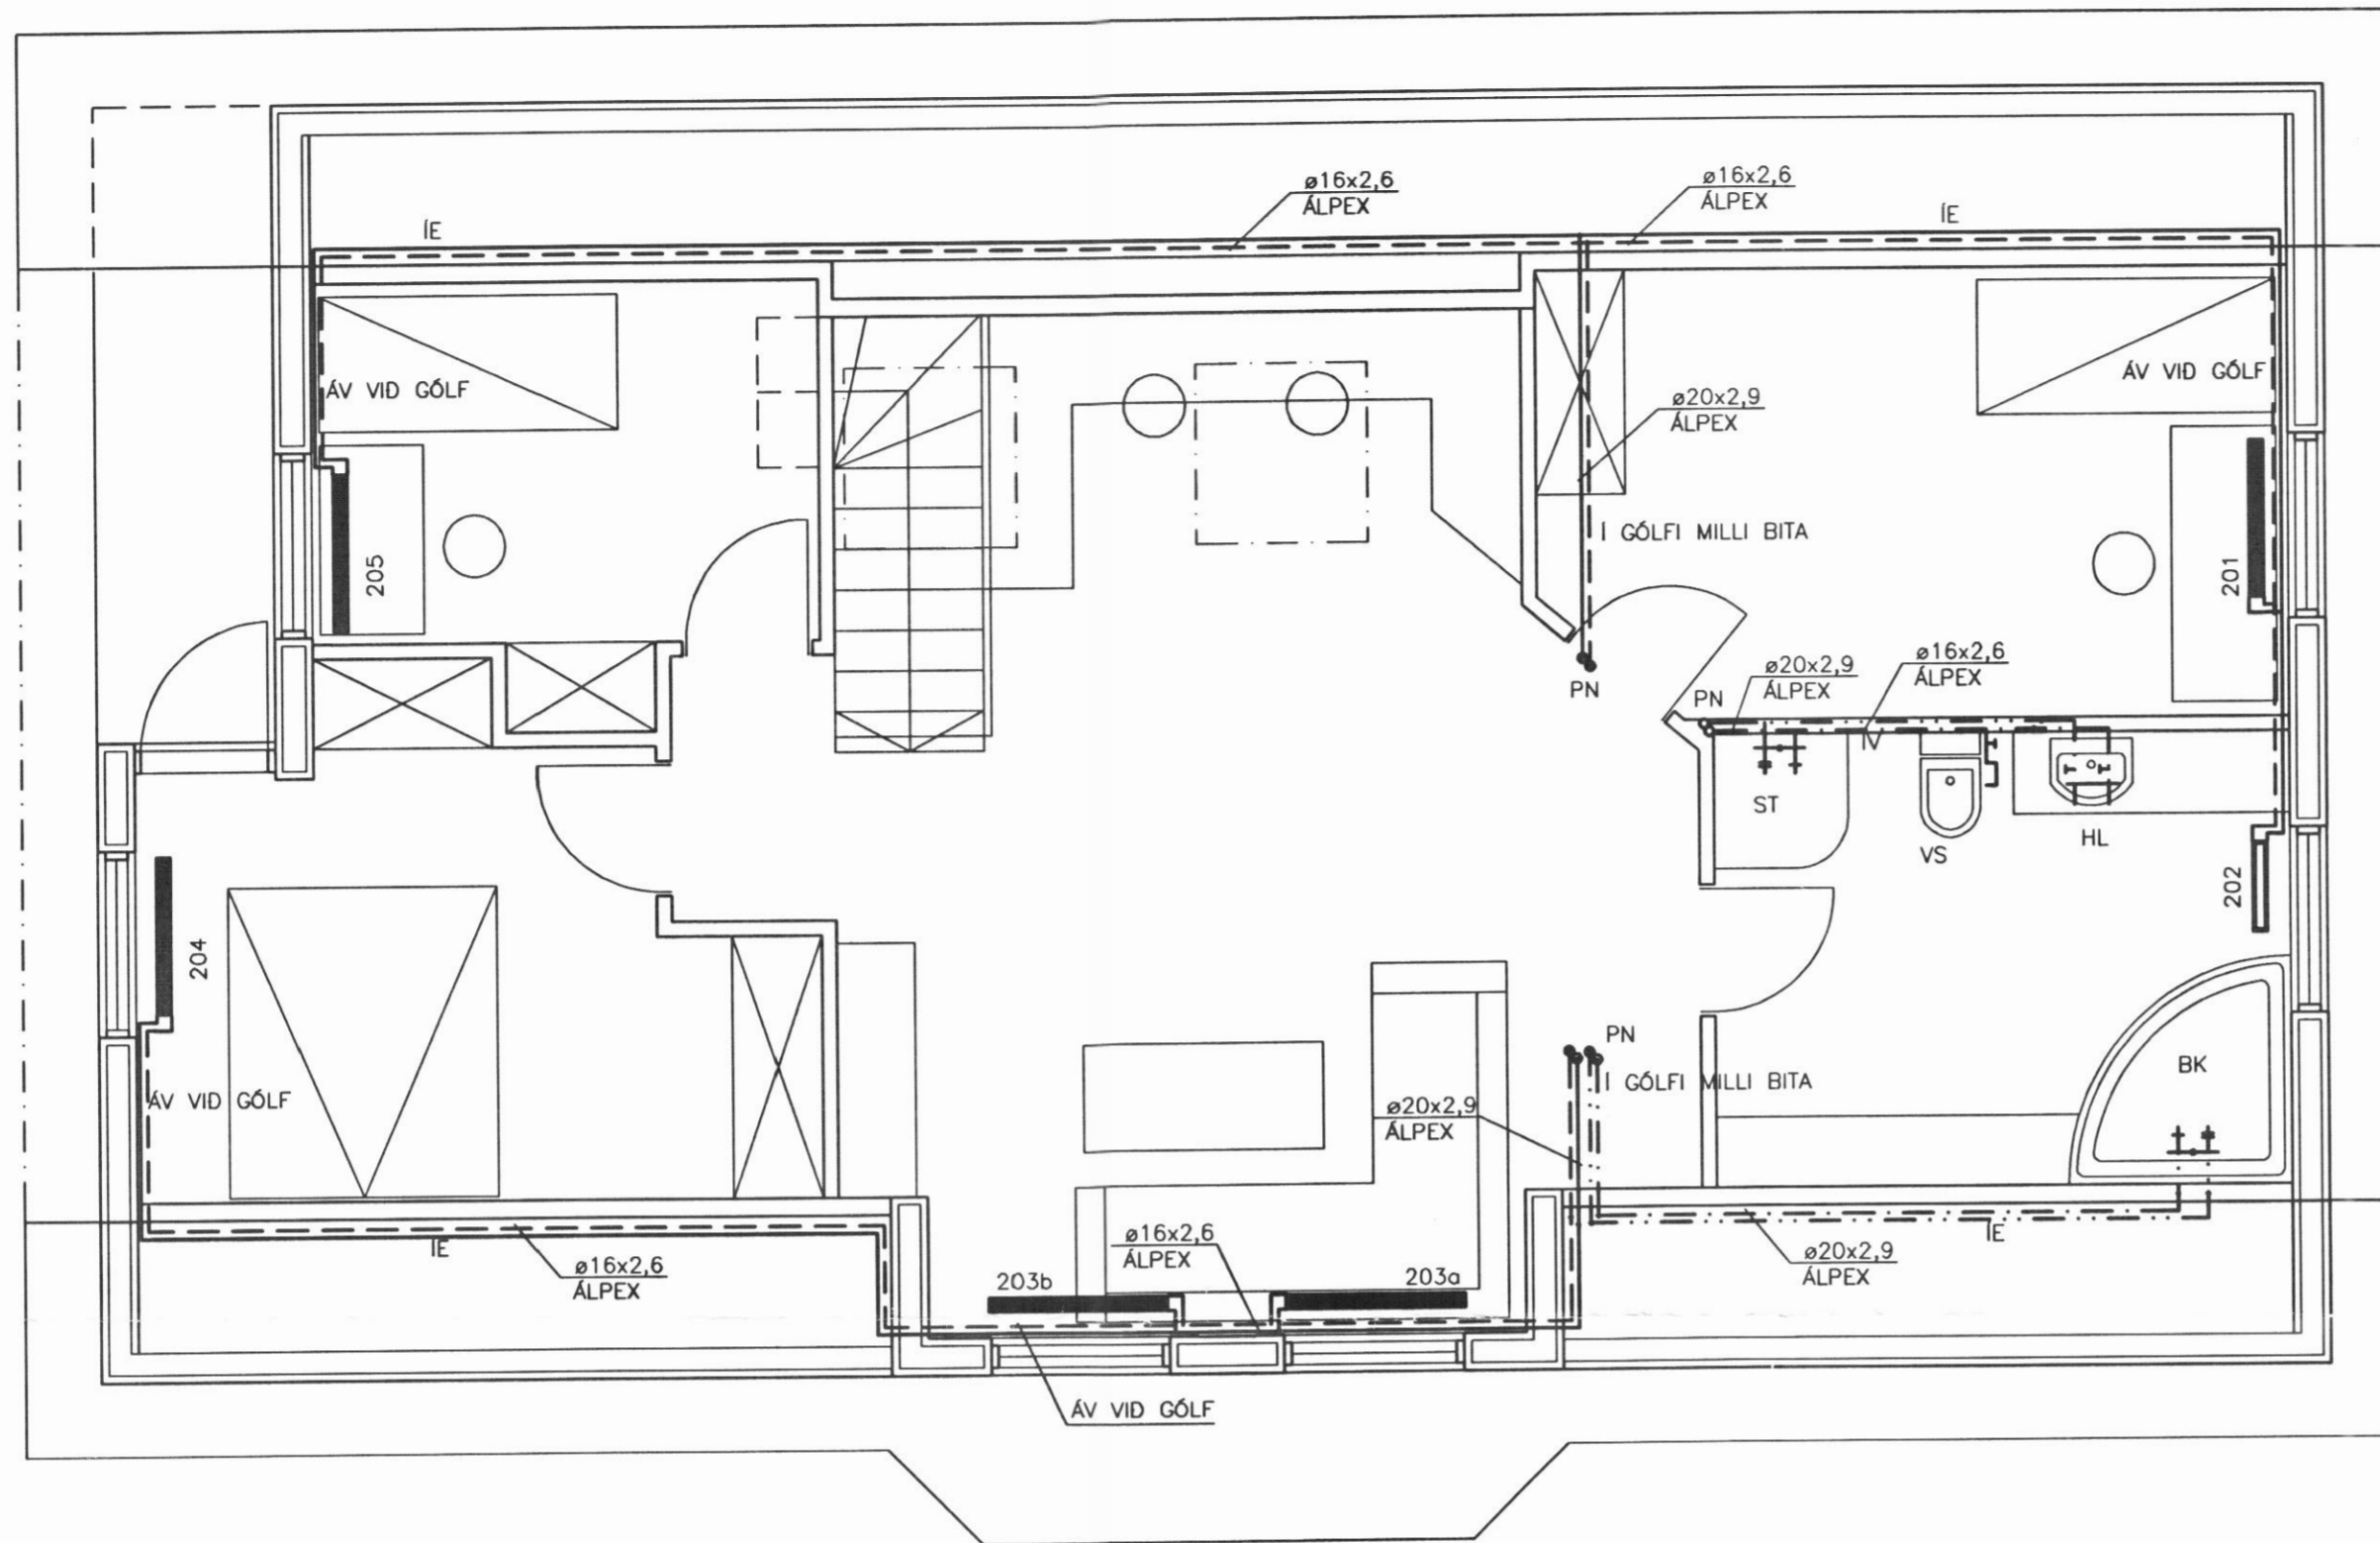 ø16x2,6
ÁLPEX
ø16x2,6
ÁLPEX
ÍE
ÍE
ÁV VIÐ GÓLF
ÁV VIÐ GÓLF
ø20x2,9
ÁLPEX
Í GÓLFI MILLI BITA
205
201
PN
PN
ø20x2,9
ÁLPEX
ø16x2,6
ÁLPEX
ÍV
ST
VS
HL
202
204
ÁV VIÐ GÓLF
PN
Í GÓLFI MILLI BITA
BK
ø20x2,9
ÁLPEX
ÍE
ø16x2,6
ÁLPEX
ø16x2,6
ÁLPEX
203b
203a
ÍE
ø20x2,9
ÁLPEX
ÁV VIÐ GÓLF